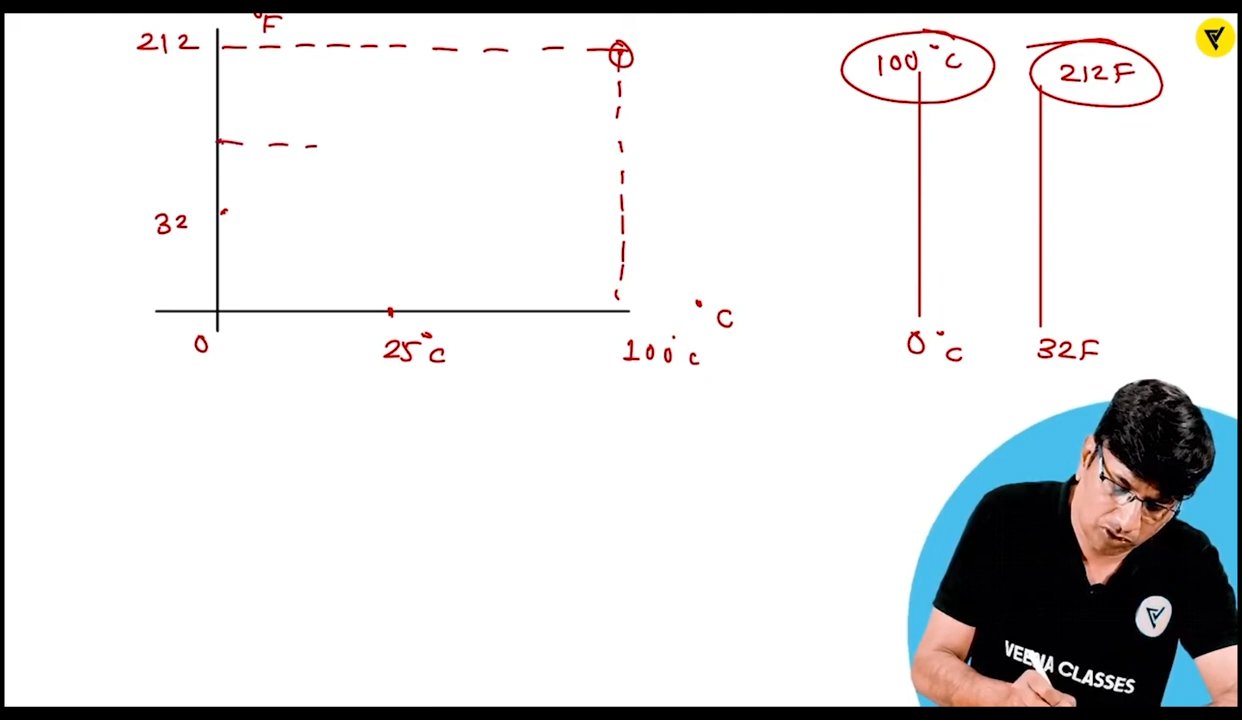 °F
212
100°C 212F
32
0 25°C 100°C °C
0°C 32F
VEENA CLASSES